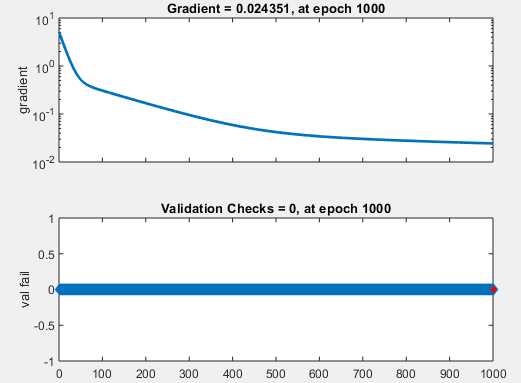 Gradient = 0.024351, at epoch 1000
10^1
10^0
10^-1
10^-2
gradient
Validation Checks = 0, at epoch 1000
1
0.5
0
-0.5
-1
val fail
0 100 200 300 400 500 600 700 800 900 1000